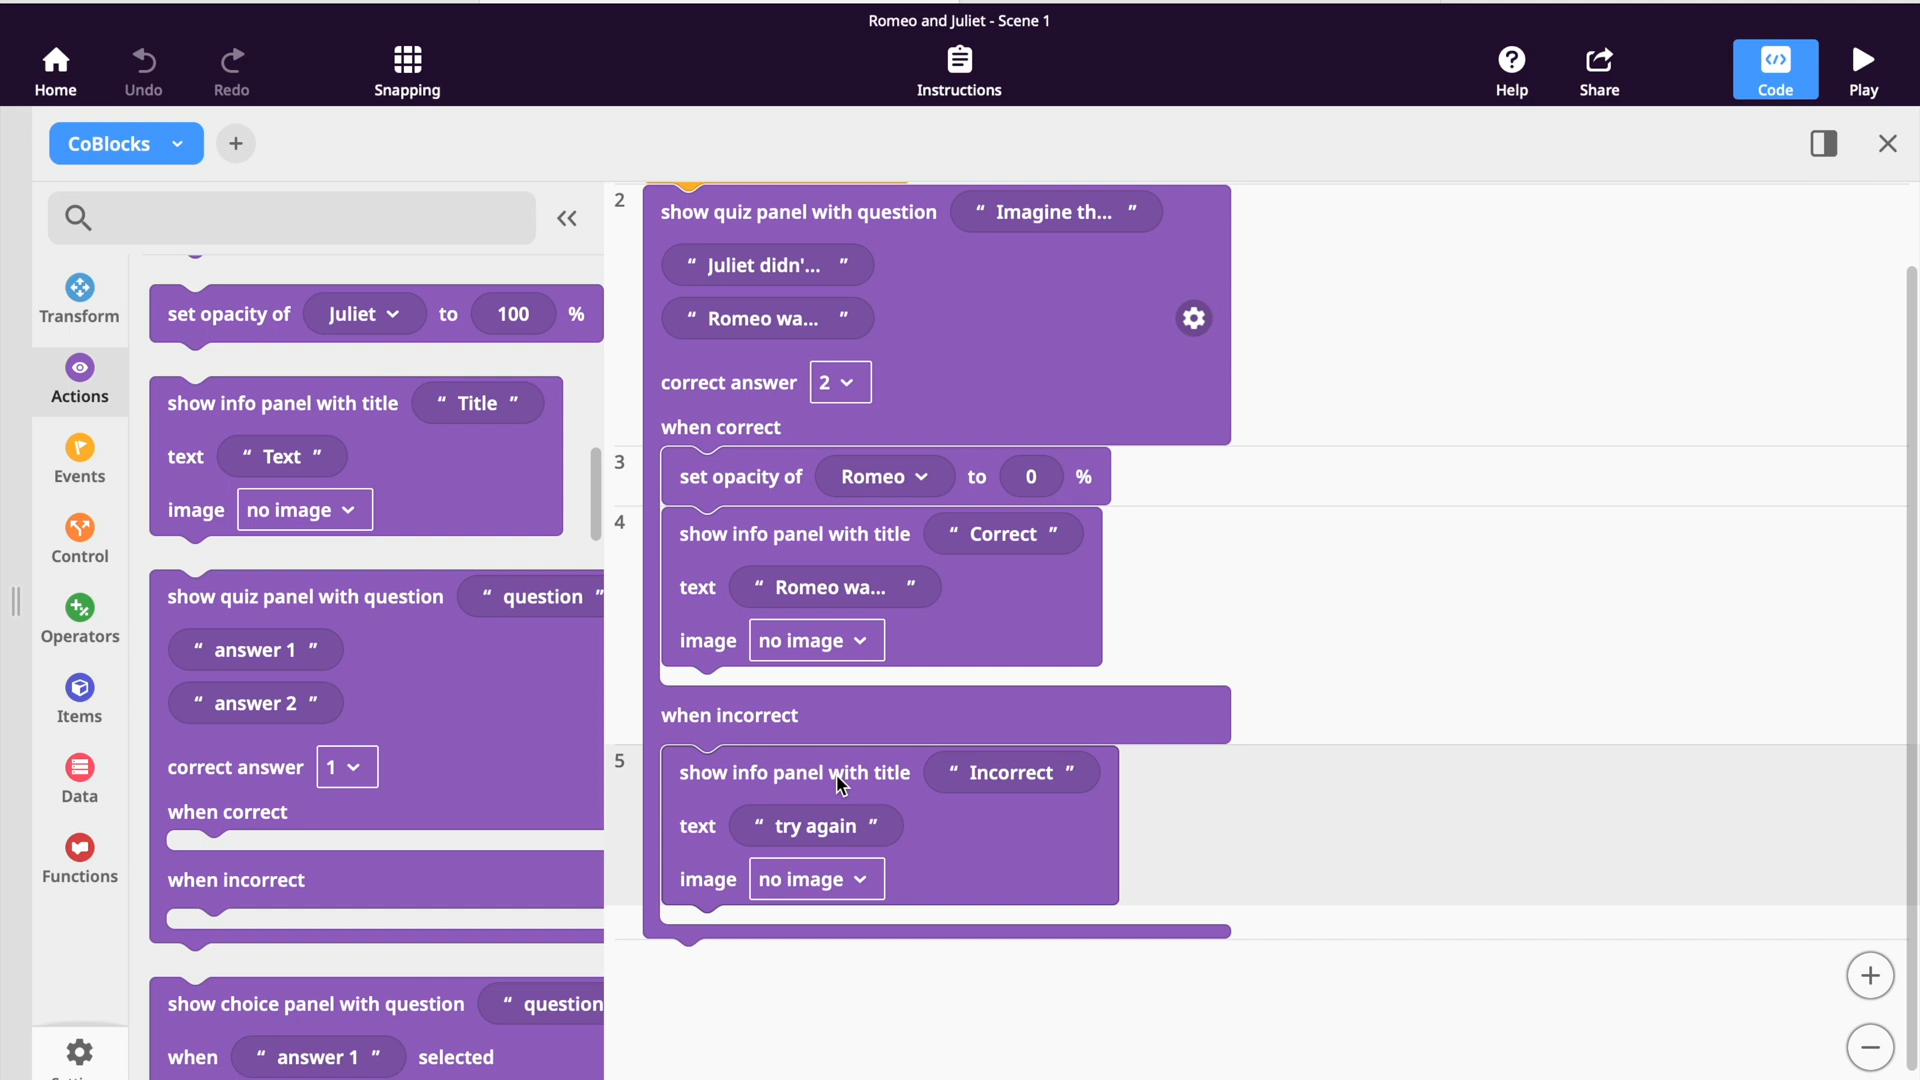 Romeo and Juliet - Scene 1
Home
Undo
Redo
Snapping
Instructions
Help
Share
Code
Play
CoBlocks
Transform
Actions
Events
Control
Operators
Items
Data
Functions
set opacity of Juliet to 100 %
show info panel with title “ Title ”
text “ Text ”
image no image
show quiz panel with question “ question ”
“ answer 1 ”
“ answer 2 ”
correct answer 1
when correct
when incorrect
show choice panel with question “ question
when “ answer 1 ” selected
2
show quiz panel with question “ Imagine th... ”
“ Juliet didn'... ”
“ Romeo wa... ”
correct answer 2
when correct
3
set opacity of Romeo to 0 %
4
show info panel with title “ Correct ”
text “ Romeo wa... ”
image no image
when incorrect
5
show info panel with title “ Incorrect ”
text “ try again ”
image no image